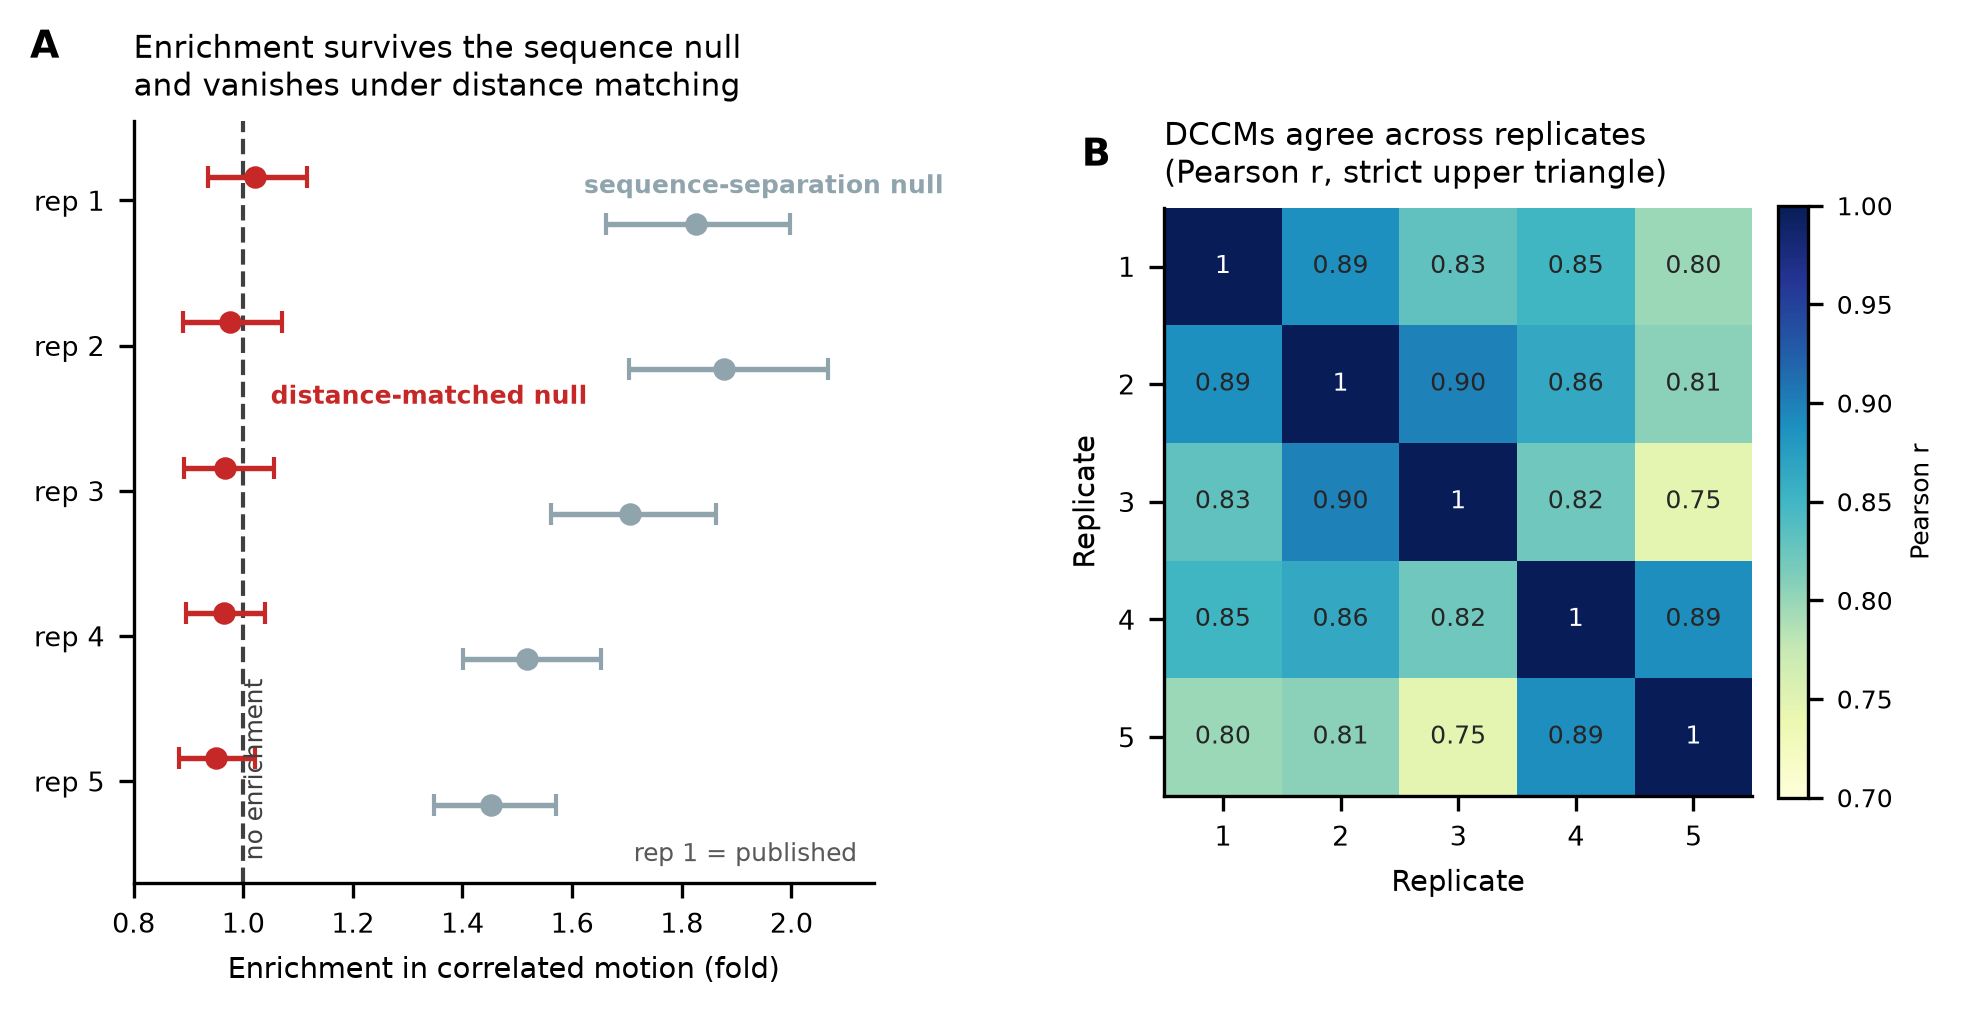 A
Enrichment survives the sequence null
and vanishes under distance matching
rep 1
rep 2
rep 3
rep 4
rep 5
sequence-separation null
distance-matched null
no enrichment
rep 1 = published
0.8 1.0 1.2 1.4 1.6 1.8 2.0
Enrichment in correlated motion (fold)
B
DCCMs agree across replicates
(Pearson r, strict upper triangle)
Replicate
1 1 0.89 0.83 0.85 0.80
2 0.89 1 0.90 0.86 0.81
3 0.83 0.90 1 0.82 0.75
4 0.85 0.86 0.82 1 0.89
5 0.80 0.81 0.75 0.89 1
1 2 3 4 5
Replicate
1.00
0.95
0.90
0.85
0.80
0.75
0.70
Pearson r